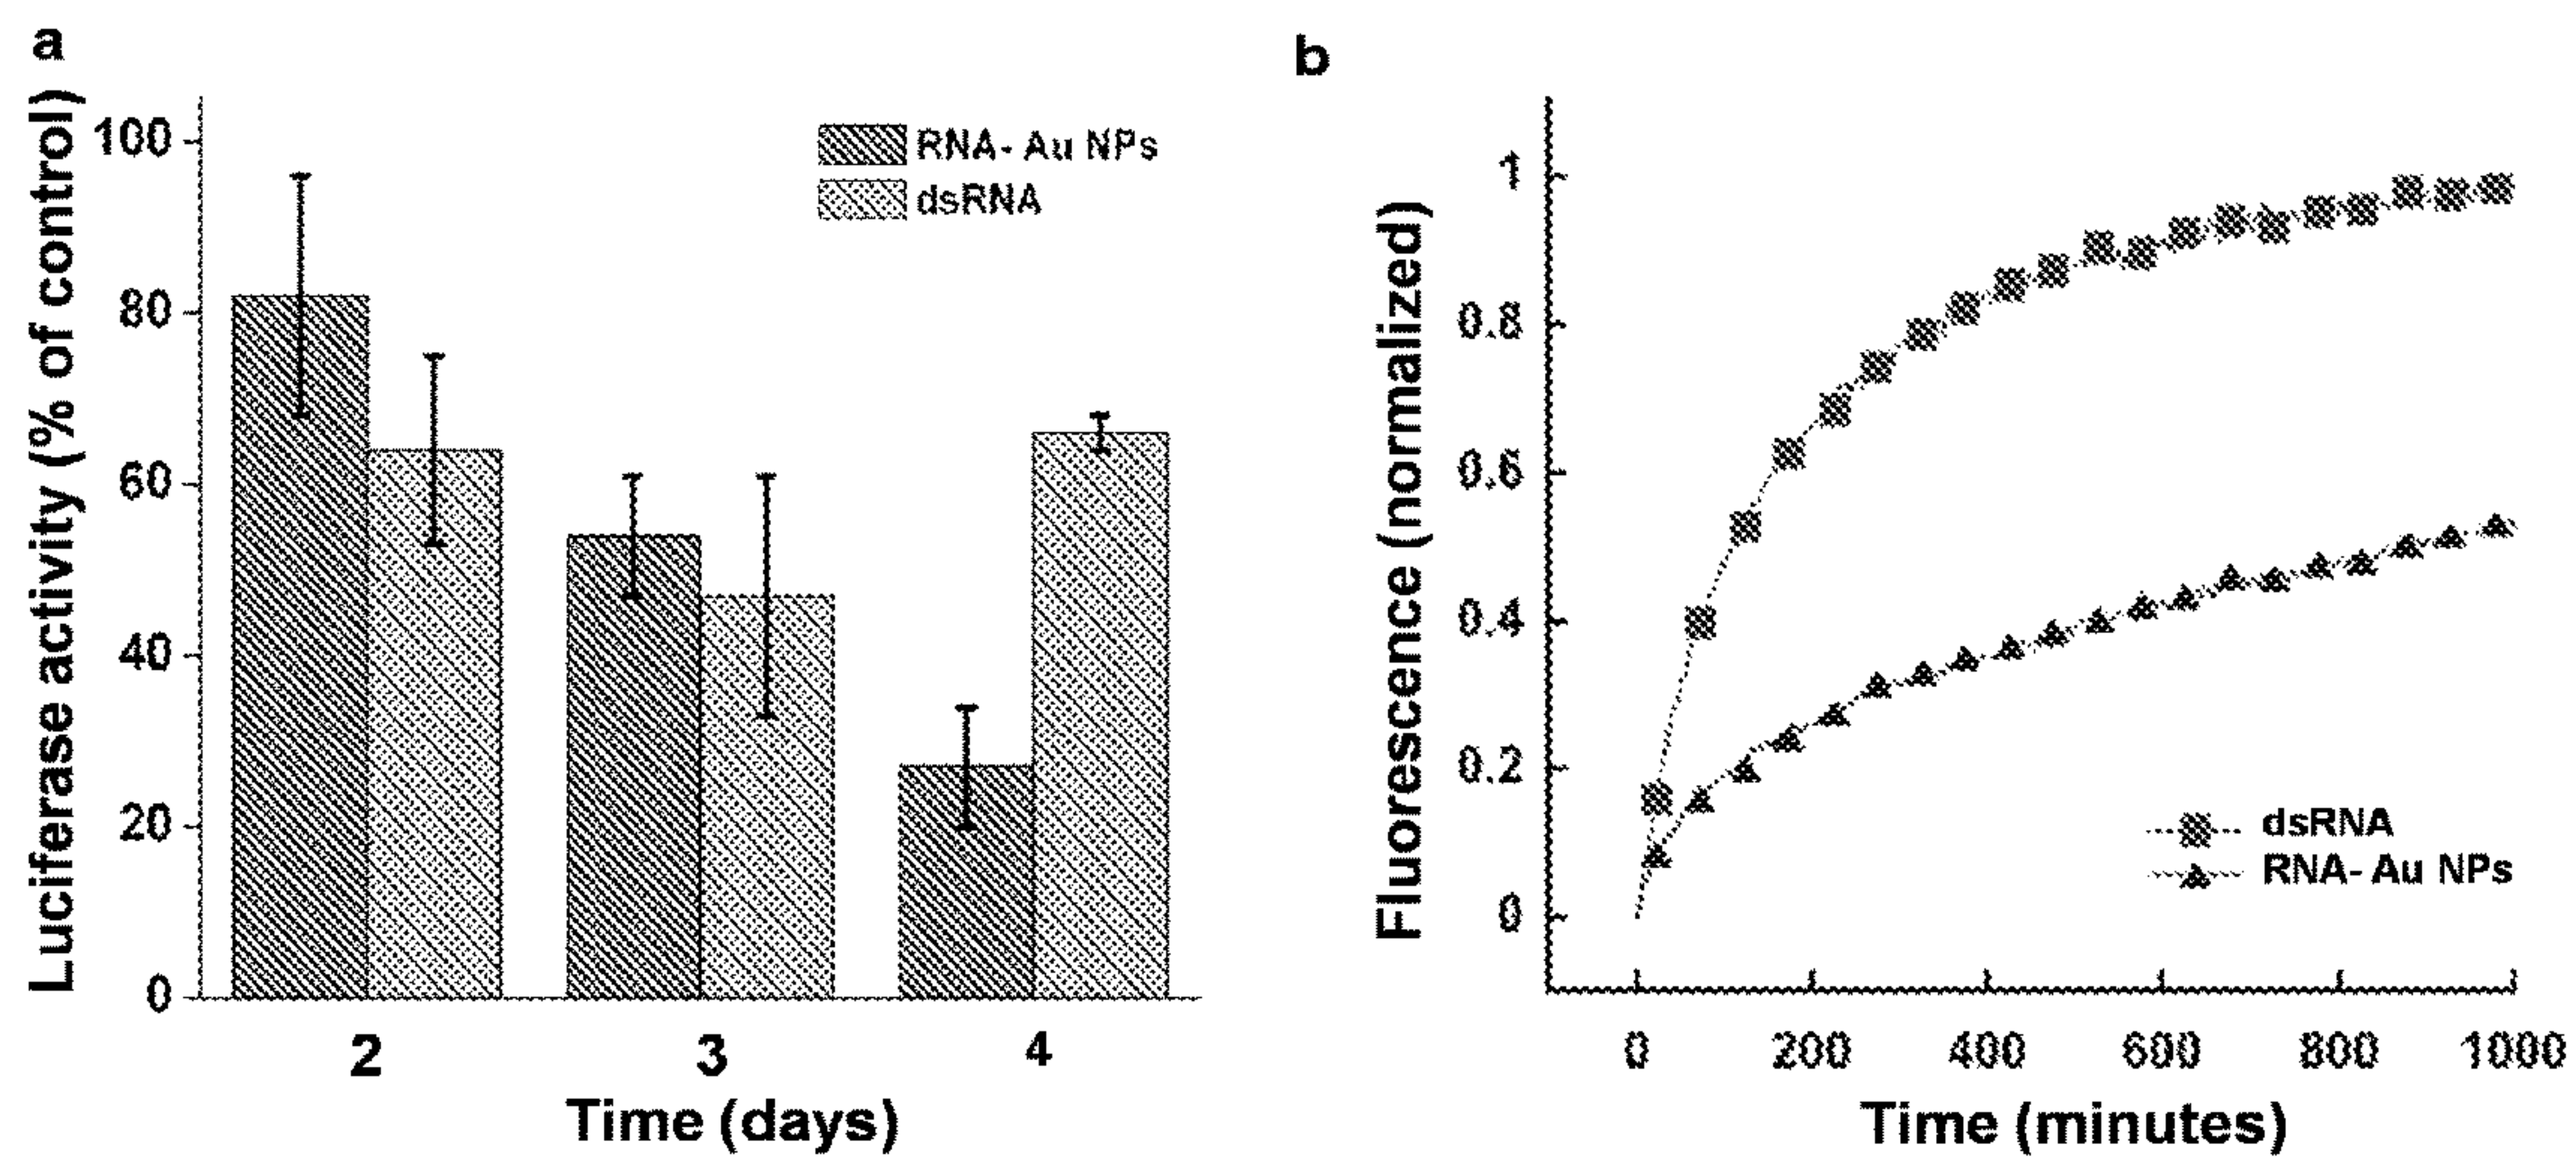 a
Luciferase activity (% of control)
100
80
60
40
20
0
RNA- Au NPs
dsRNA
2
3
4
Time (days)
b
Fluorescence (normalized)
1
0.8
0.6
0.4
0.2
0
dsRNA
RNA- Au NPs
0
200
400
600
800
1000
Time (minutes)